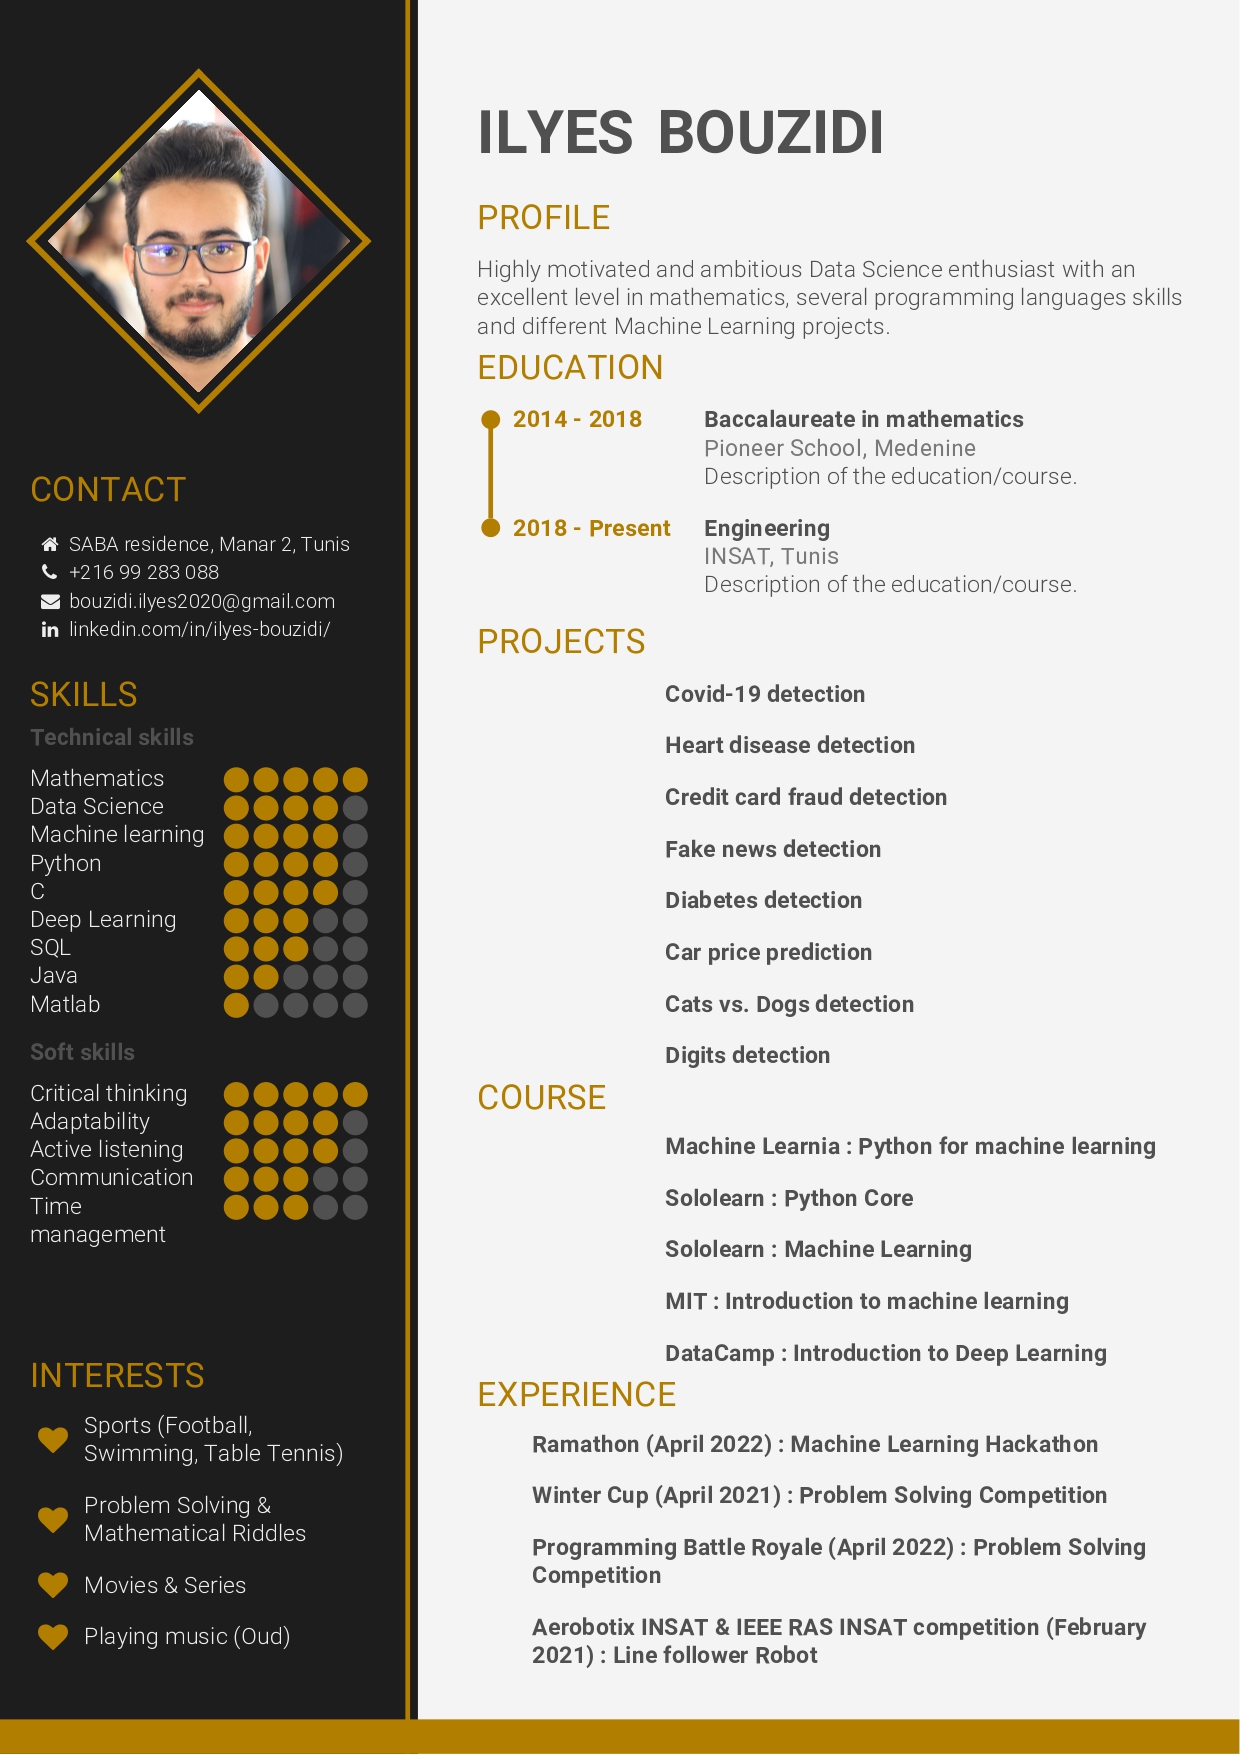 CONTACT
SABA residence, Manar 2, Tunis
+216 99 283 088
bouzidi.ilyes2020@gmail.com
linkedin.com/in/ilyes-bouzidi/
SKILLS
Technical skills
Mathematics
Data Science
Machine learning
Python
C
Deep Learning
SQL
Java
Matlab
Soft skills
Critical thinking
Adaptability
Active listening
Communication
Time
management
INTERESTS
Sports (Football,
Swimming, Table Tennis)
Problem Solving &
Mathematical Riddles
Movies & Series
Playing music (Oud)
ILYES BOUZIDI
PROFILE
Highly motivated and ambitious Data Science enthusiast with an
excellent level in mathematics, several programming languages skills
and different Machine Learning projects.
EDUCATION
2014 - 2018 Baccalaureate in mathematics
Pioneer School, Medenine
Description of the education/course.
2018 - Present Engineering
INSAT, Tunis
Description of the education/course.
PROJECTS
Covid-19 detection
Heart disease detection
Credit card fraud detection
Fake news detection
Diabetes detection
Car price prediction
Cats vs. Dogs detection
Digits detection
COURSE
Machine Learnia : Python for machine learning
Sololearn : Python Core
Sololearn : Machine Learning
MIT : Introduction to machine learning
DataCamp : Introduction to Deep Learning
EXPERIENCE
Ramathon (April 2022) : Machine Learning Hackathon
Winter Cup (April 2021) : Problem Solving Competition
Programming Battle Royale (April 2022) : Problem Solving
Competition
Aerobotix INSAT & IEEE RAS INSAT competition (February
2021) : Line follower Robot